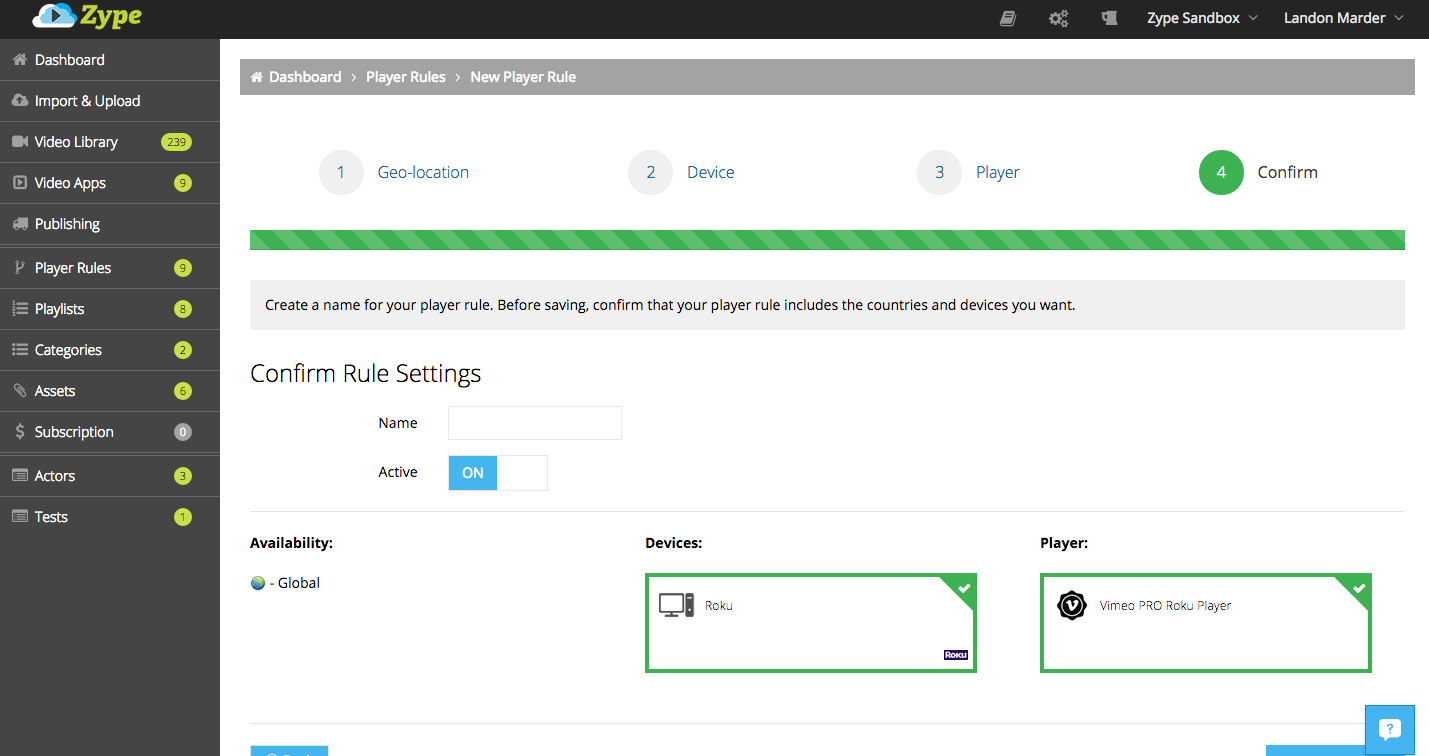 Zype
Zype Sandbox
Landon Marder
Dashboard
Import & Upload
Video Library 239
Video Apps 9
Publishing
Player Rules 9
Playlists 8
Categories 2
Assets 6
Subscription 0
Actors 3
Tests 1
Dashboard > Player Rules > New Player Rule
1 Geo-location
2 Device
3 Player
4 Confirm
Create a name for your player rule. Before saving, confirm that your player rule includes the countries and devices you want.
Confirm Rule Settings
Name
Active ON
Availability:
- Global
Devices:
Roku
Roku
Player:
Vimeo PRO Roku Player
?